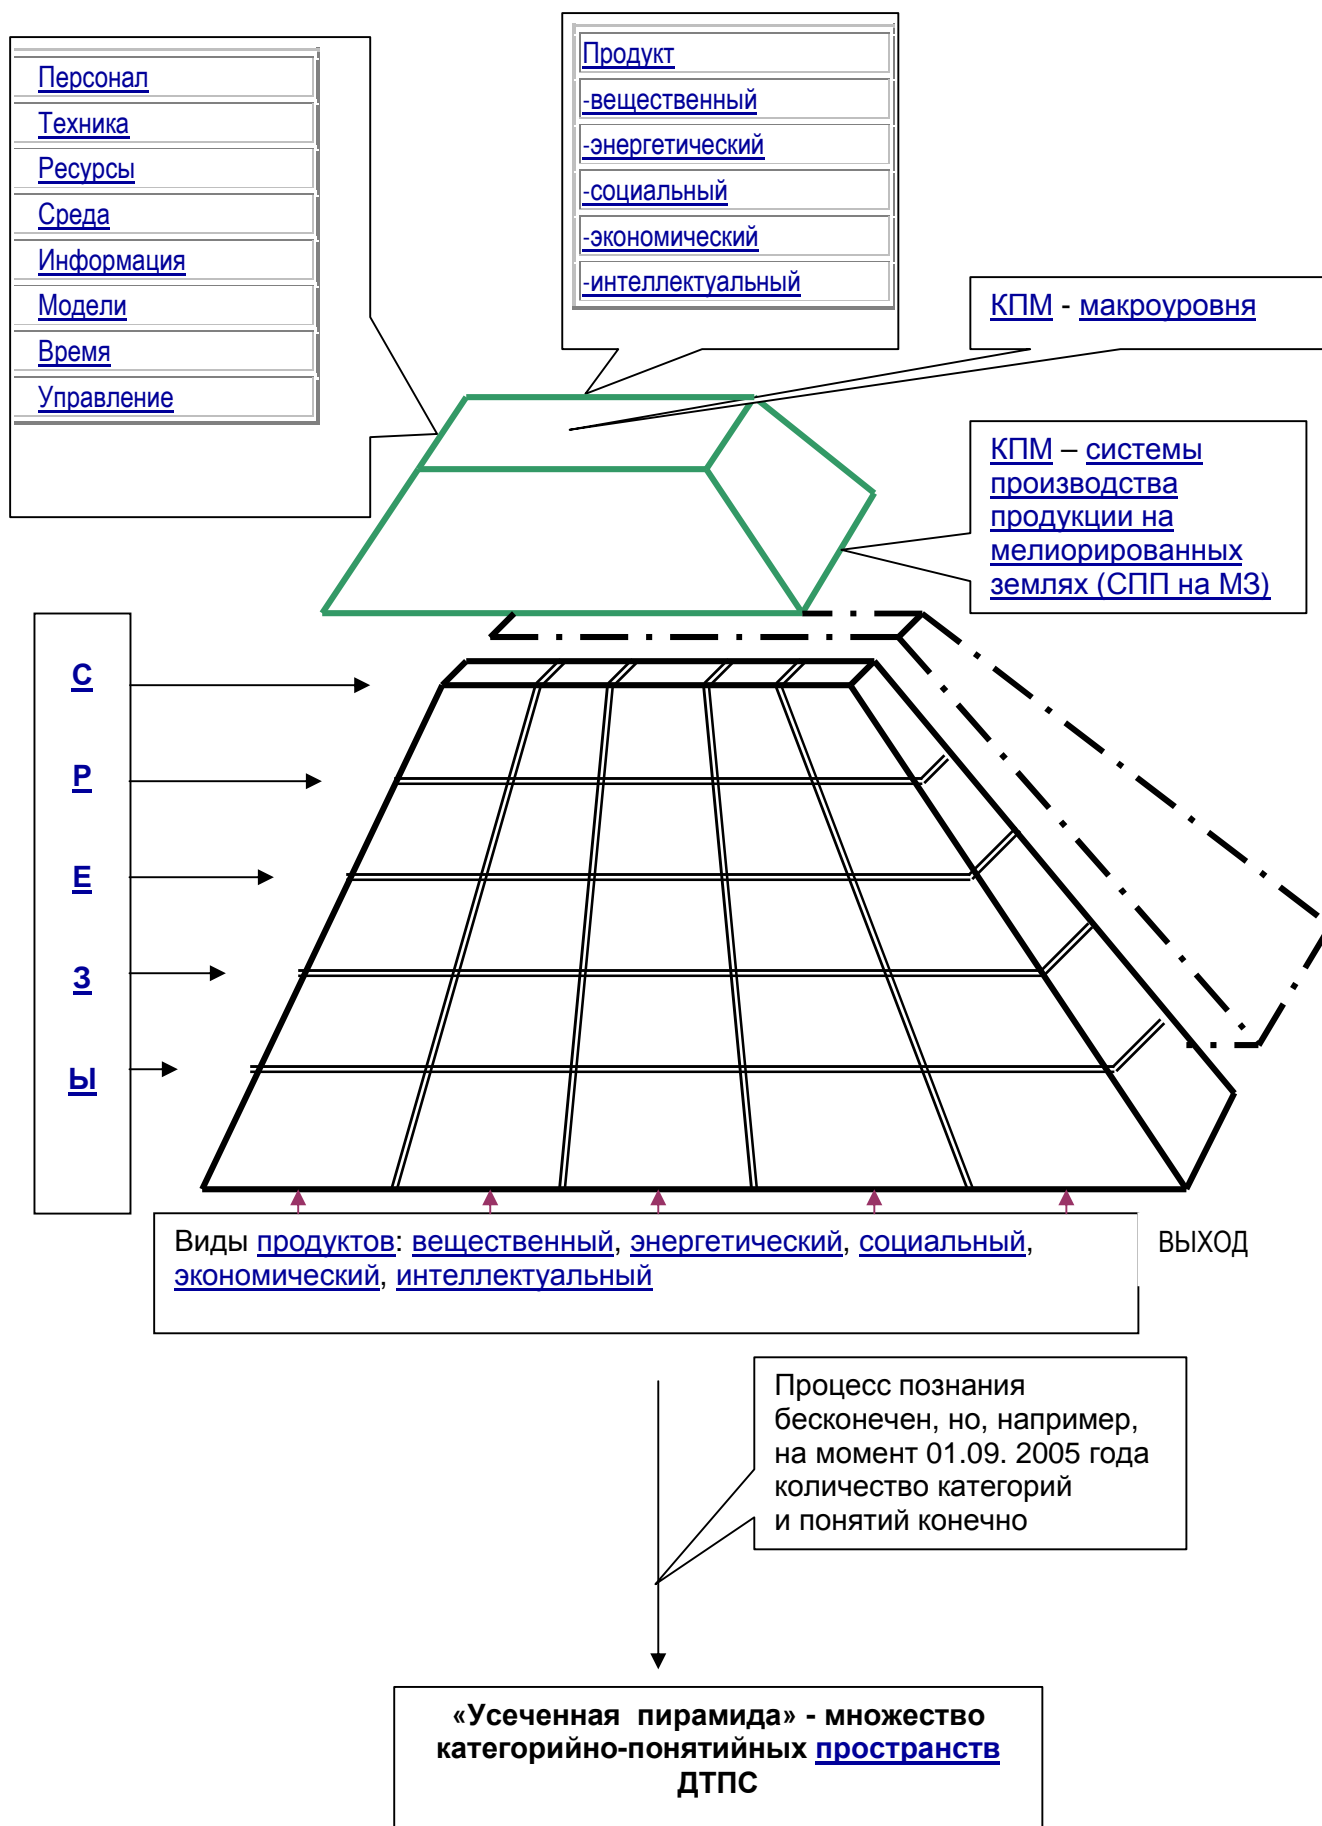 Персонал
Техника
Ресурсы
Среда
Информация
Модели
Время
Управление
Продукт
-вещественный
-энергетический
-социальный
-экономический
-интеллектуальный
КПМ - макроуровня
КПМ – системы
производства
продукции на
мелиорированных
землях (СПП на МЗ)
С
Р
Е
З
Ы
Виды продуктов: вещественный, энергетический, социальный,
экономический, интеллектуальный
ВЫХОД
Процесс познания
бесконечен, но, например,
на момент 01.09. 2005 года
количество категорий
и понятий конечно
«Усеченная пирамида» - множество
категорийно-понятийных пространств
ДТПС